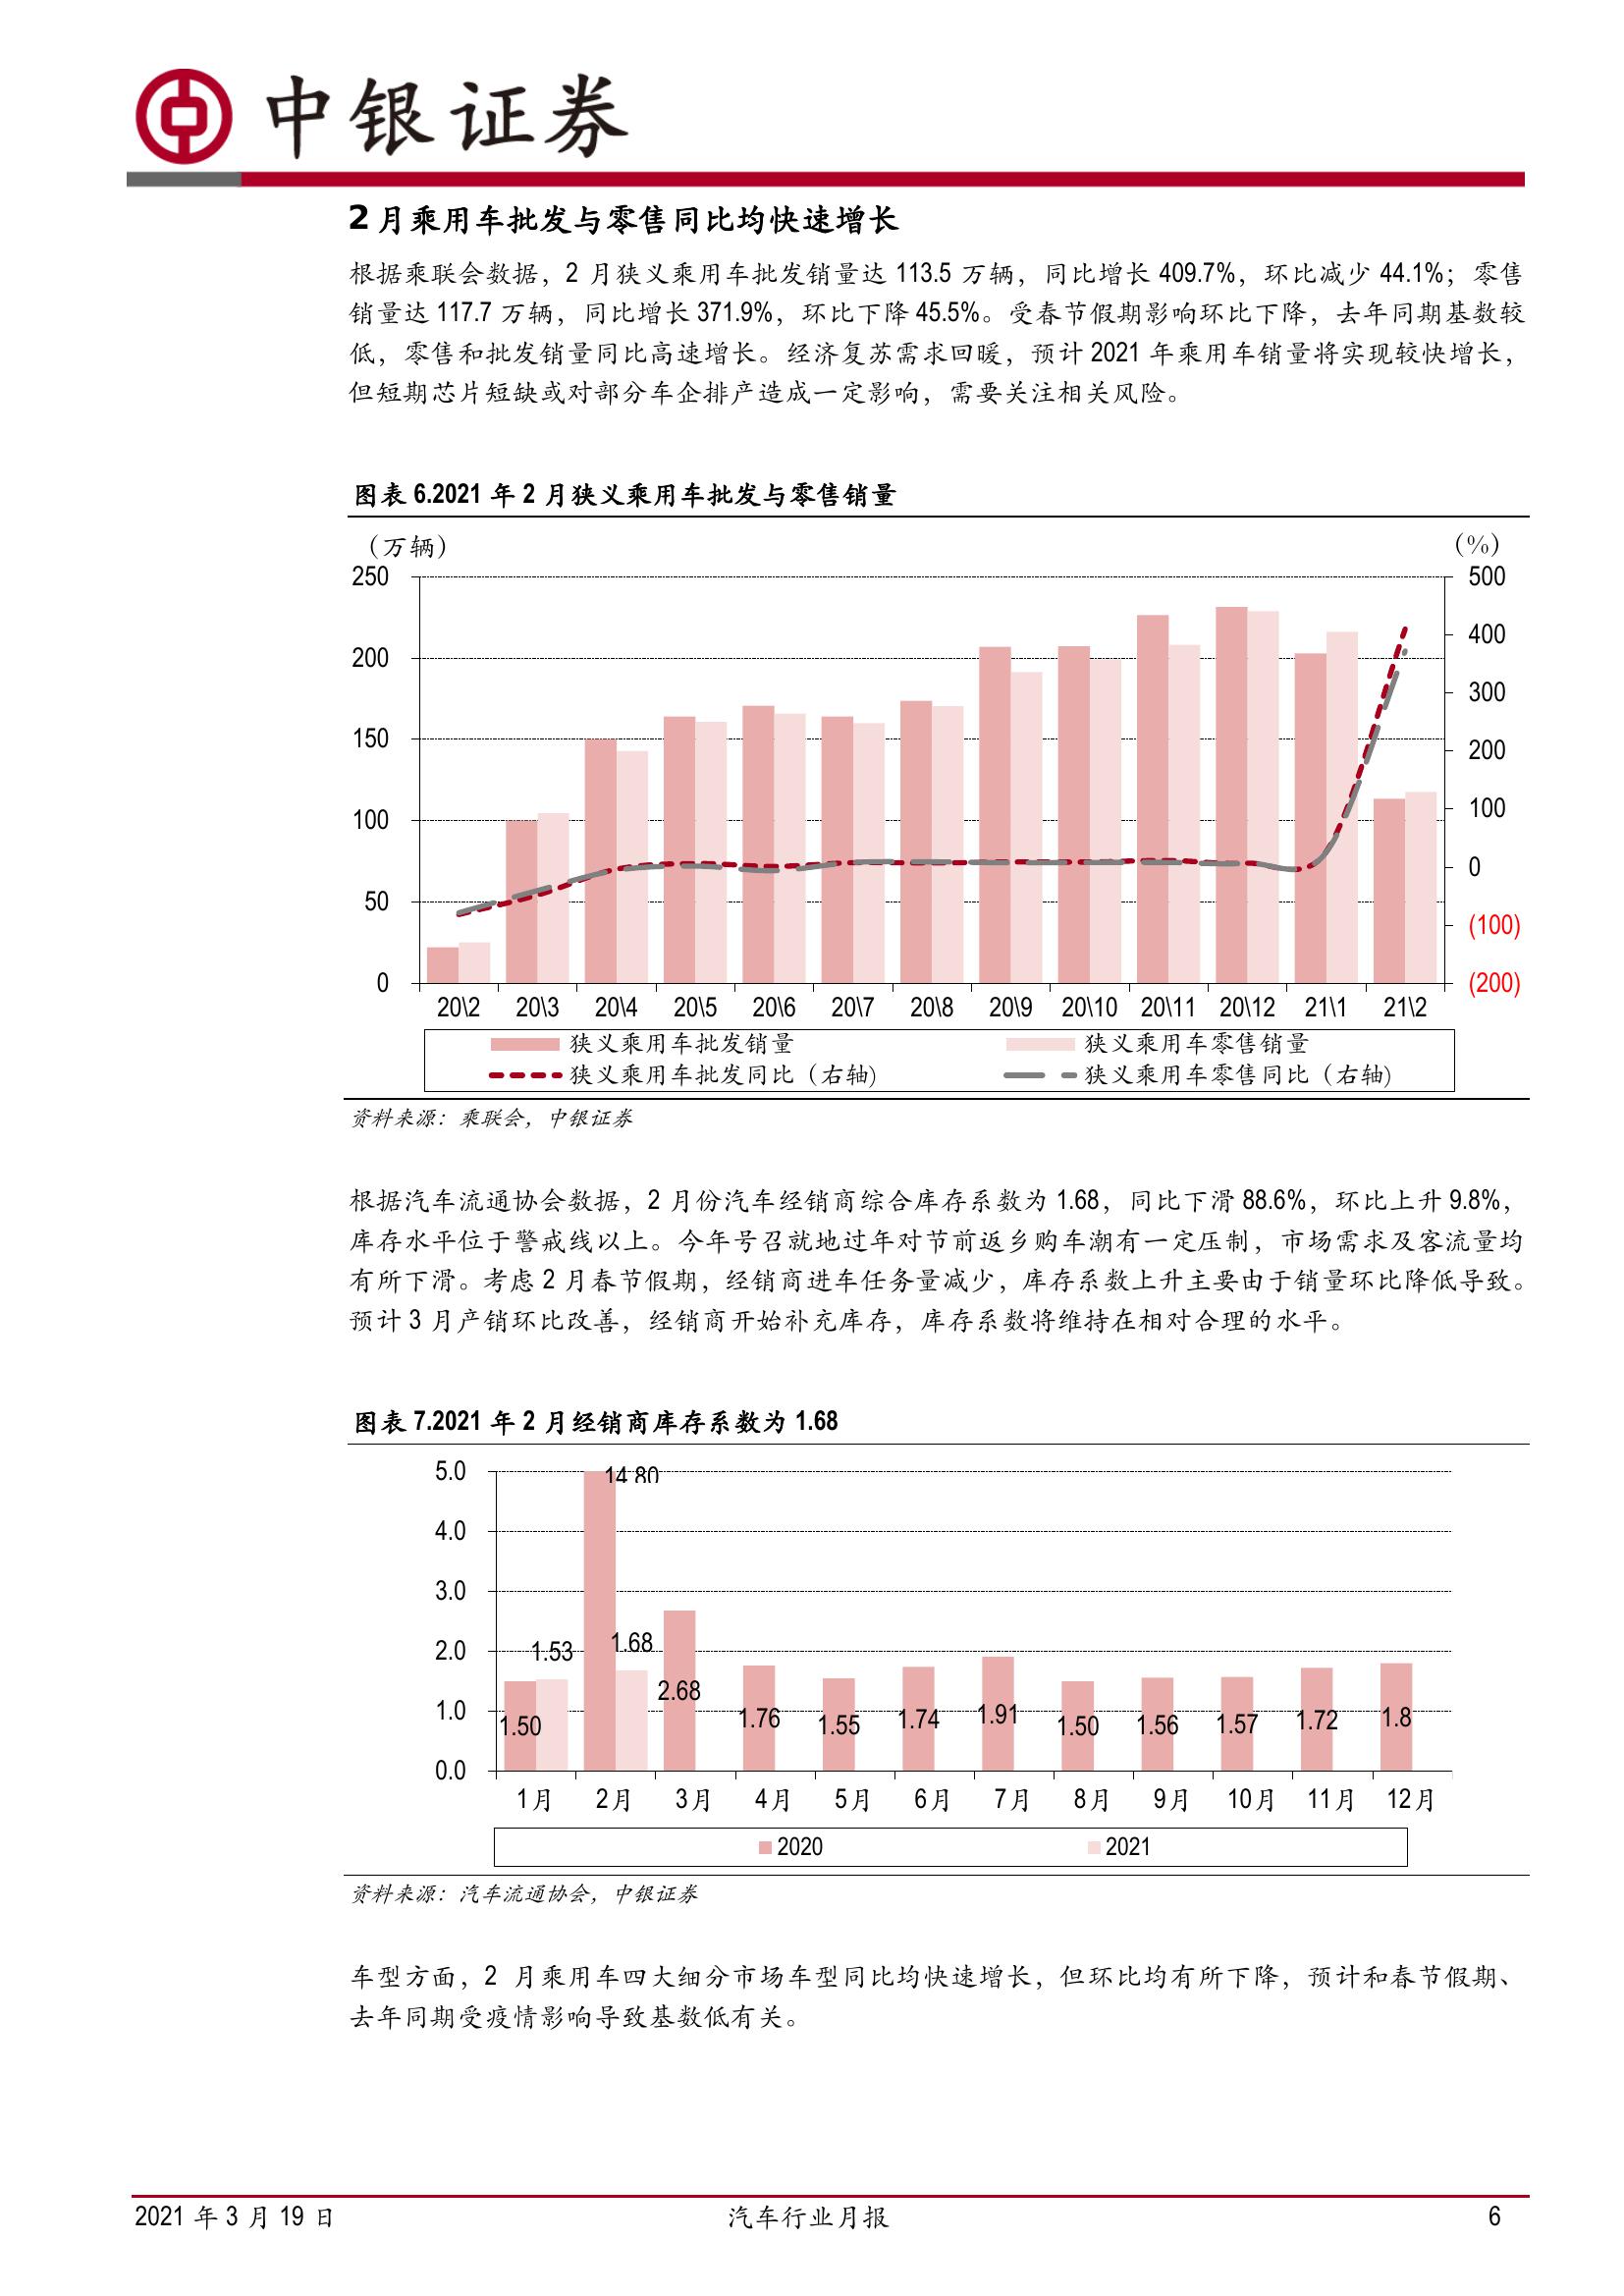 中银证券
2月乘用车批发与零售同比均快速增长
根据乘联会数据，2 月狭义乘用车批发销量达 113.5 万辆，同比增长 409.7%，环比减少 44.1%；零售
销量达 117.7 万辆，同比增长 371.9%，环比下降 45.5%。受春节假期影响环比下降，去年同期基数较
低，零售和批发销量同比高速增长。经济复苏需求回暖，预计 2021 年乘用车销量将实现较快增长，
但短期芯片短缺或对部分车企排产造成一定影响，需要关注相关风险。
图表 6.2021 年 2 月狭义乘用车批发与零售销量
（万辆） （%）
250 500
200 400
150 300
100 200
50 100
0 0
(100)
(200)
20\2 20\3 20\4 20\5 20\6 20\7 20\8 20\9 20\10 20\11 20\12 21\1 21\2
狭义乘用车批发销量 狭义乘用车零售销量
狭义乘用车批发同比（右轴） 狭义乘用车零售同比（右轴）
资料来源：乘联会，中银证券
根据汽车流通协会数据，2 月份汽车经销商综合库存系数为 1.68，同比下滑 88.6%，环比上升 9.8%，
库存水平位于警戒线以上。今年号召就地过年对节前返乡购车潮有一定压制，市场需求及客流量均
有所下滑。考虑 2 月春节假期，经销商进车任务量减少，库存系数上升主要由于销量环比降低导致。
预计 3 月产销环比改善，经销商开始补充库存，库存系数将维持在相对合理的水平。
图表 7.2021 年 2 月经销商库存系数为 1.68
5.0
4.0
3.0
2.0
1.0
0.0
14.80
1.53 1.68
2.68
1.50 1.76 1.55 1.74 1.91 1.50 1.56 1.57 1.72 1.8
1月 2月 3月 4月 5月 6月 7月 8月 9月 10月 11月 12月
2020 2021
资料来源：汽车流通协会，中银证券
车型方面，2 月乘用车四大细分市场车型同比均快速增长，但环比均有所下降，预计和春节假期、
去年同期受疫情影响导致基数低有关。
2021 年 3 月 19 日 汽车行业月报 6